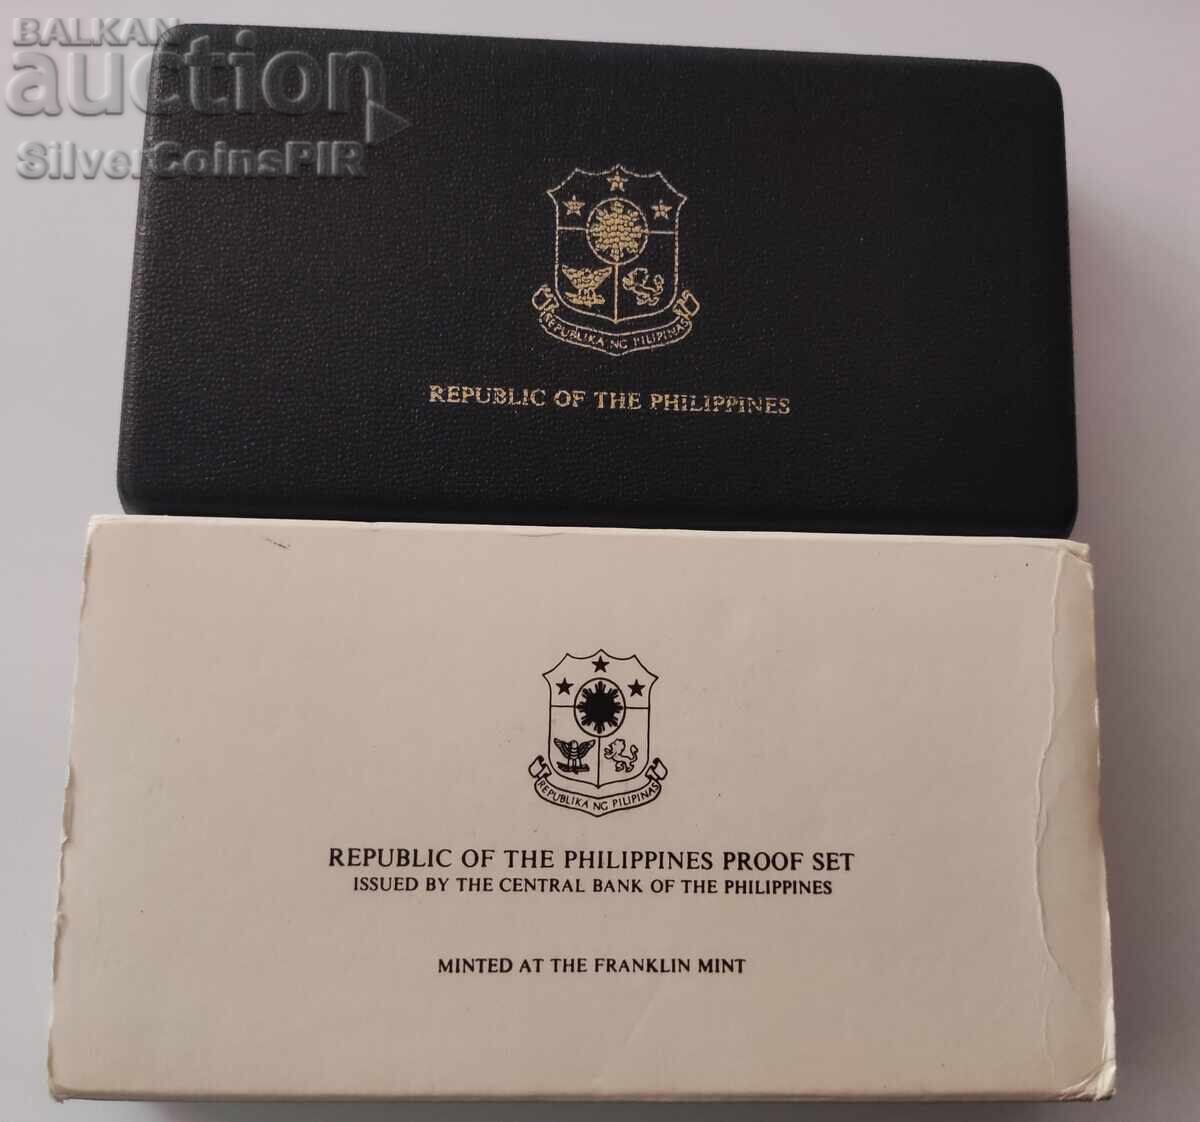 BALKAN
auction
SilverCoinsPIR
REPUBLIKA NG PILIPINAS
REPUBLIC OF THE PHILIPPINES
REPUBLIKA NG PILIPINAS
REPUBLIC OF THE PHILIPPINES PROOF SET
ISSUED BY THE CENTRAL BANK OF THE PHILIPPINES
MINTED AT THE FRANKLIN MINT